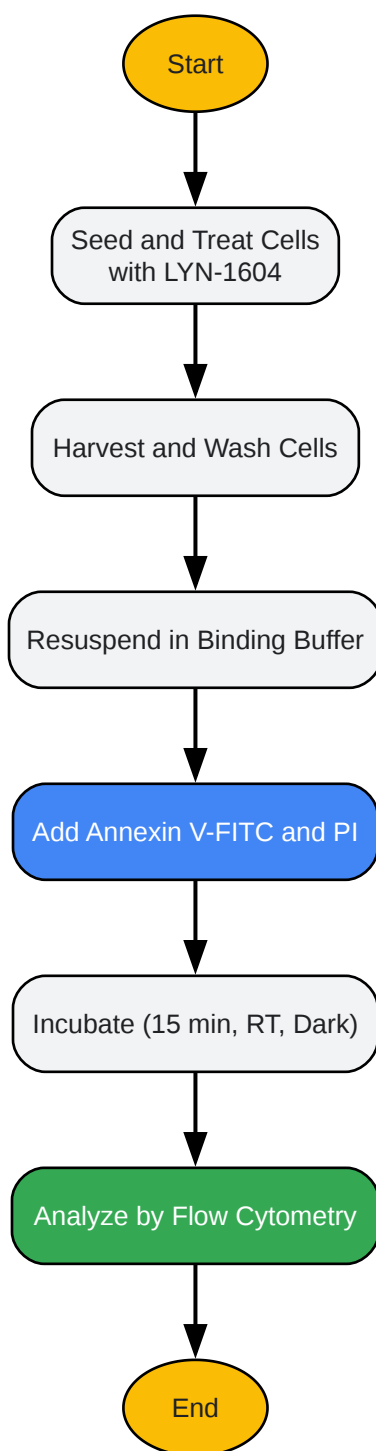 Start
Seed and Treat Cells
with LYN-1604
Harvest and Wash Cells
Resuspend in Binding Buffer
Add Annexin V-FITC and PI
Incubate (15 min, RT, Dark)
Analyze by Flow Cytometry
End